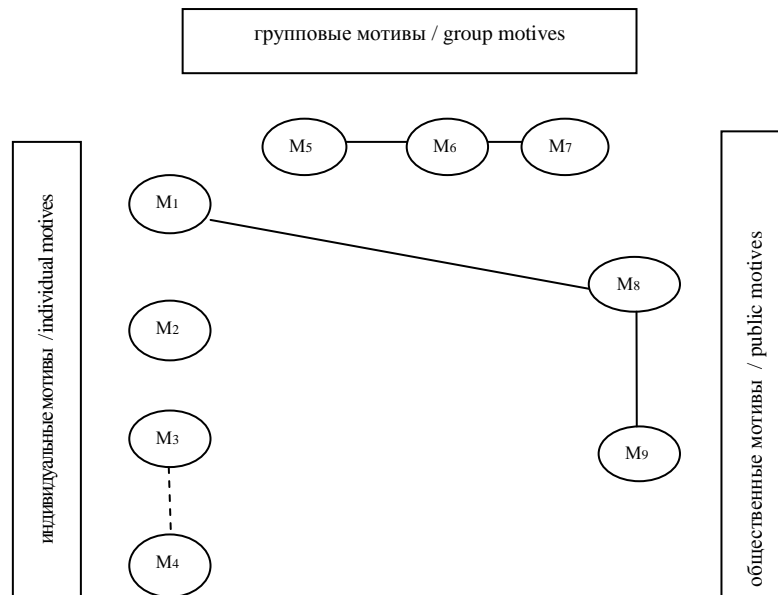 групповые мотивы / group motives
M5
M6
M7
M1
M8
M2
M3
M9
M4
индивидуальные мотивы /individual motives
общественные мотивы / public motives